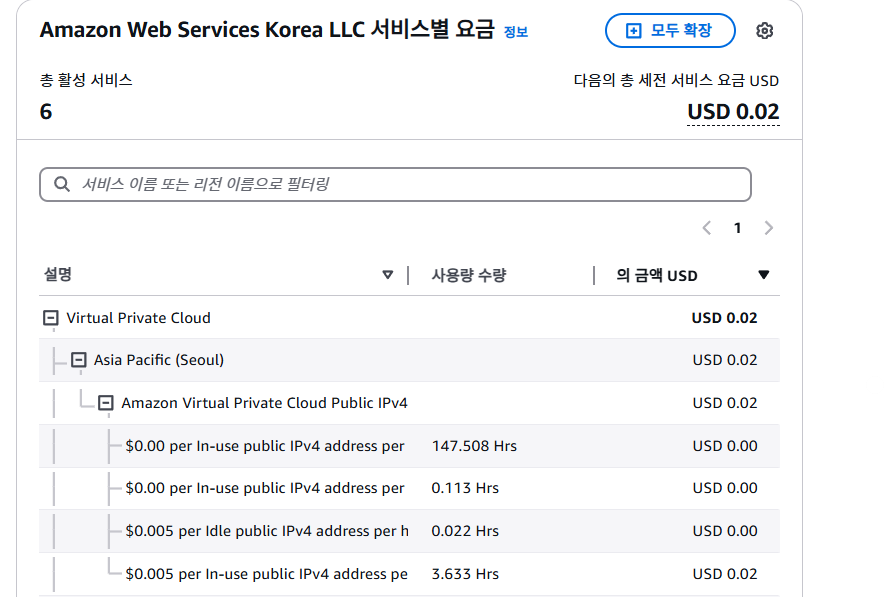 Amazon Web Services Korea LLC 서비스별 요금 정보 모두 확장
총 활성 서비스 다음의 총 세전 서비스 요금 USD
6 USD 0.02
서비스 이름 또는 리전 이름으로 필터링
1
설명 사용량 수량 의 금액 USD
Virtual Private Cloud USD 0.02
Asia Pacific (Seoul) USD 0.02
Amazon Virtual Private Cloud Public IPv4 USD 0.02
$0.00 per In-use public IPv4 address per 147.508 Hrs USD 0.00
$0.00 per In-use public IPv4 address per 0.113 Hrs USD 0.00
$0.005 per Idle public IPv4 address per h 0.022 Hrs USD 0.00
$0.005 per In-use public IPv4 address pe 3.633 Hrs USD 0.02